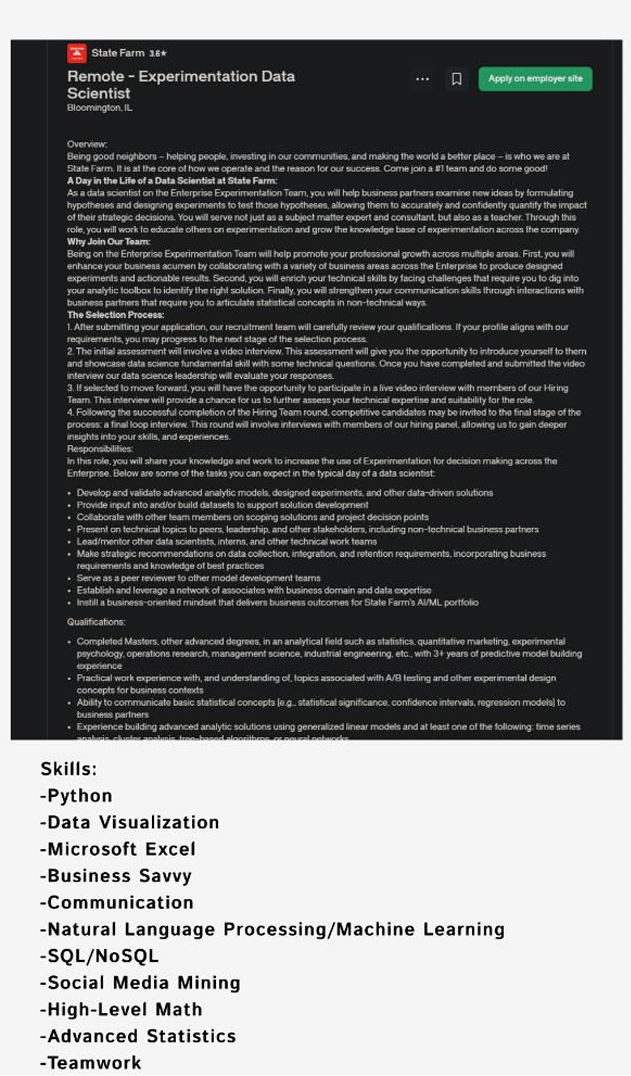 State Farm 3.6★
Remote - Experimentation Data
Scientist
Apply on employer site
Bloomington, IL
Overview:
Being good neighbors – helping people, investing in our communities, and making the world a better place – is who we are at
State Farm. It is at the core of how we operate and the reason for our success. Come join a #1 team and do some good!
A Day in the Life of a Data Scientist at State Farm:
As a data scientist on the Enterprise Experimentation Team, you will help business partners examine new ideas by formulating
hypotheses and designing experiments to test those hypotheses, allowing them to accurately and confidently quantify the impact
of their strategic decisions. You will serve not just as a subject matter expert and consultant, but also as a teacher. Through this
role, you will work to educate others on experimentation and grow the knowledge base of experimentation across the company.
Why Join Our Team:
Being on the Enterprise Experimentation Team will help promote your professional growth across multiple areas. First, you will
enhance your business acumen by collaborating with a variety of business areas across the Enterprise to produce designed
experiments and actionable results. Second, you will enrich your technical skills by facing challenges that require you to dig into
your analytic toolbox to identify the right solution. Finally, you will strengthen your communication skills through interactions with
business partners that require you to articulate statistical concepts in non-technical ways.
The Selection Process:
1. After submitting your application, our recruitment team will carefully review your qualifications. If your profile aligns with our
requirements, you may progress to the next stage of the selection process.
2. The initial assessment will involve a video interview. This assessment will give you the opportunity to introduce yourself to them
and showcase data science fundamental skill with some technical questions. Once you have completed and submitted the video
interview our data science leadership will evaluate your responses.
3. If selected to move forward, you will have the opportunity to participate in a live video interview with members of our Hiring
Team. This interview will provide a chance for us to further assess your technical expertise and suitability for the role.
4. Following the successful completion of the Hiring Team round, competitive candidates may be invited to the final stage of the
process: a final loop interview. This round will involve interviews with members of our hiring panel, allowing us to gain deeper
insights into your skills, and experiences.
Responsibilities:
In this role, you will share your knowledge and work to increase the use of Experimentation for decision making across the
Enterprise. Below are some of the tasks you can expect in the typical day of a data scientist:
• Develop and validate advanced analytic models, designed experiments, and other data-driven solutions
• Provide input into and/or build datasets to support solution development
• Collaborate with other team members on scoping solutions and project decision points
• Present on technical topics to peers, leadership, and other stakeholders, including non-technical business partners
• Lead/mentor other data scientists, interns, and other technical work teams
• Make strategic recommendations on data collection, integration, and retention requirements, incorporating business
requirements and knowledge of best practices
• Serve as a peer reviewer to other model development teams
• Establish and leverage a network of associates with business domain and data expertise
• Instill a business-oriented mindset that delivers business outcomes for State Farm's AI/ML portfolio
Qualifications:
• Completed Masters, other advanced degrees, in an analytical field such as statistics, quantitative marketing, experimental
psychology, operations research, management science, industrial engineering, etc., with 3+ years of predictive model building
experience
• Practical work experience with, and understanding of, topics associated with A/B testing and other experimental design
concepts for business contexts
• Ability to communicate basic statistical concepts (e.g., statistical significance, confidence intervals, regression models) to
business partners
• Experience building advanced analytic solutions using generalized linear models and at least one of the following: time series
analysis, cluster analysis, tree-based algorithms, or neural networks
Skills:
-Python
-Data Visualization
-Microsoft Excel
-Business Savvy
-Communication
-Natural Language Processing/Machine Learning
-SQL/NoSQL
-Social Media Mining
-High-Level Math
-Advanced Statistics
-Teamwork